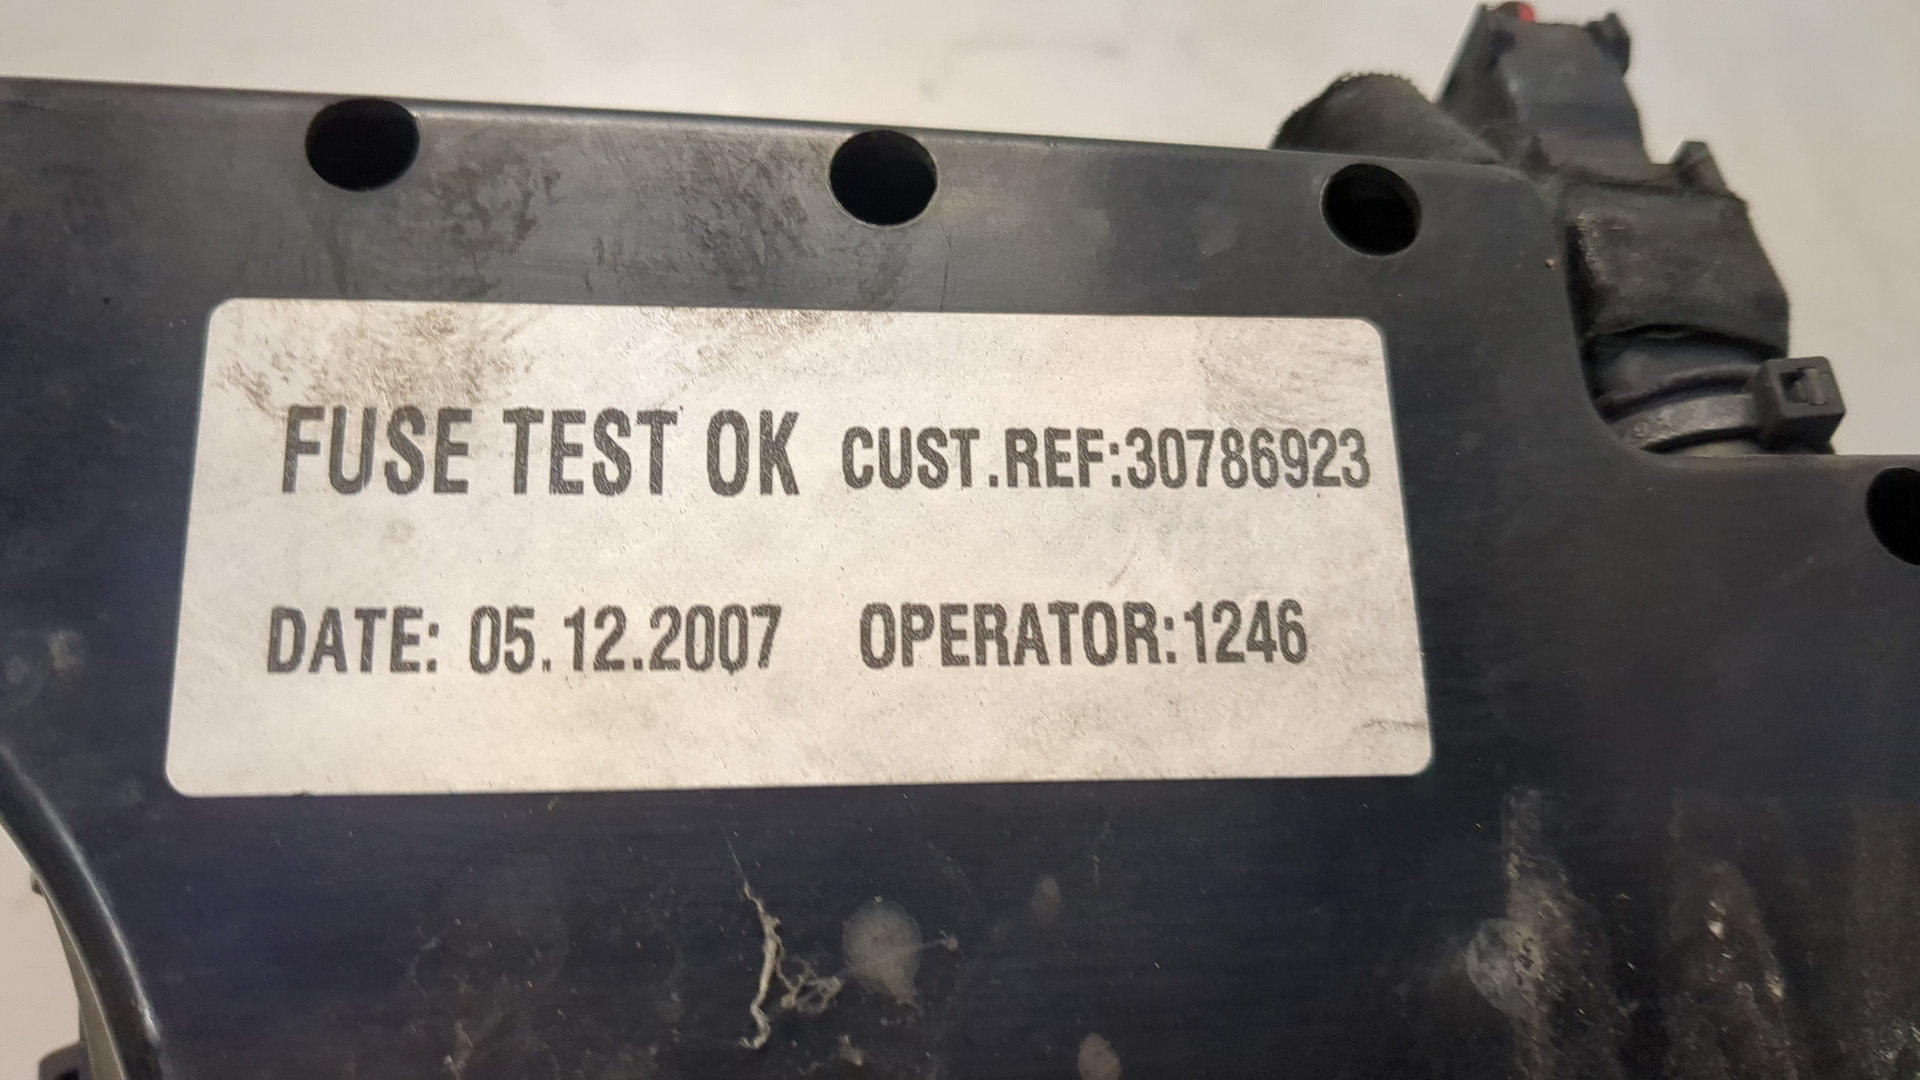 FUSE TEST OK CUST.REF:30786923
DATE: 05.12.2007 OPERATOR:1246